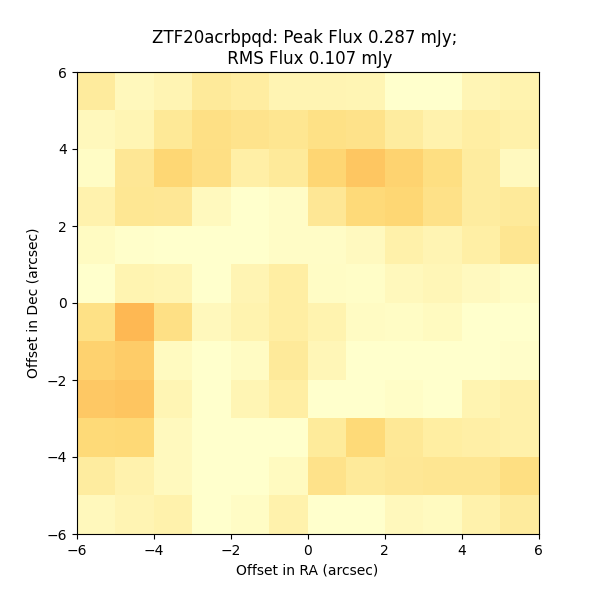 ZTF20acrbpqd: Peak Flux 0.287 mJy;
RMS Flux 0.107 mJy
6
4
2
0
−2
−4
−6
Offset in Dec (arcsec)
−6 −4 −2 0 2 4 6
Offset in RA (arcsec)